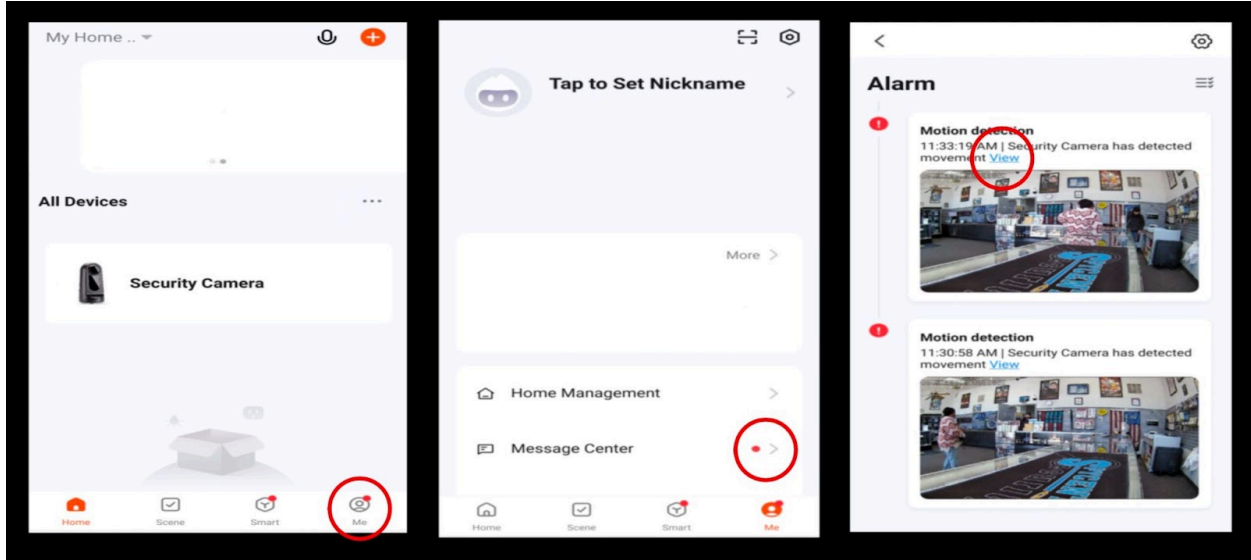 My Home ..
All Devices
Security Camera
Home
Scene
Smart
Me
Tap to Set Nickname
More
Home Management
Message Center
Home
Scene
Smart
Me
Alarm
Motion detection
11:33:19 AM | Security Camera has detected
movement View
Motion detection
11:30:58 AM | Security Camera has detected
movement View